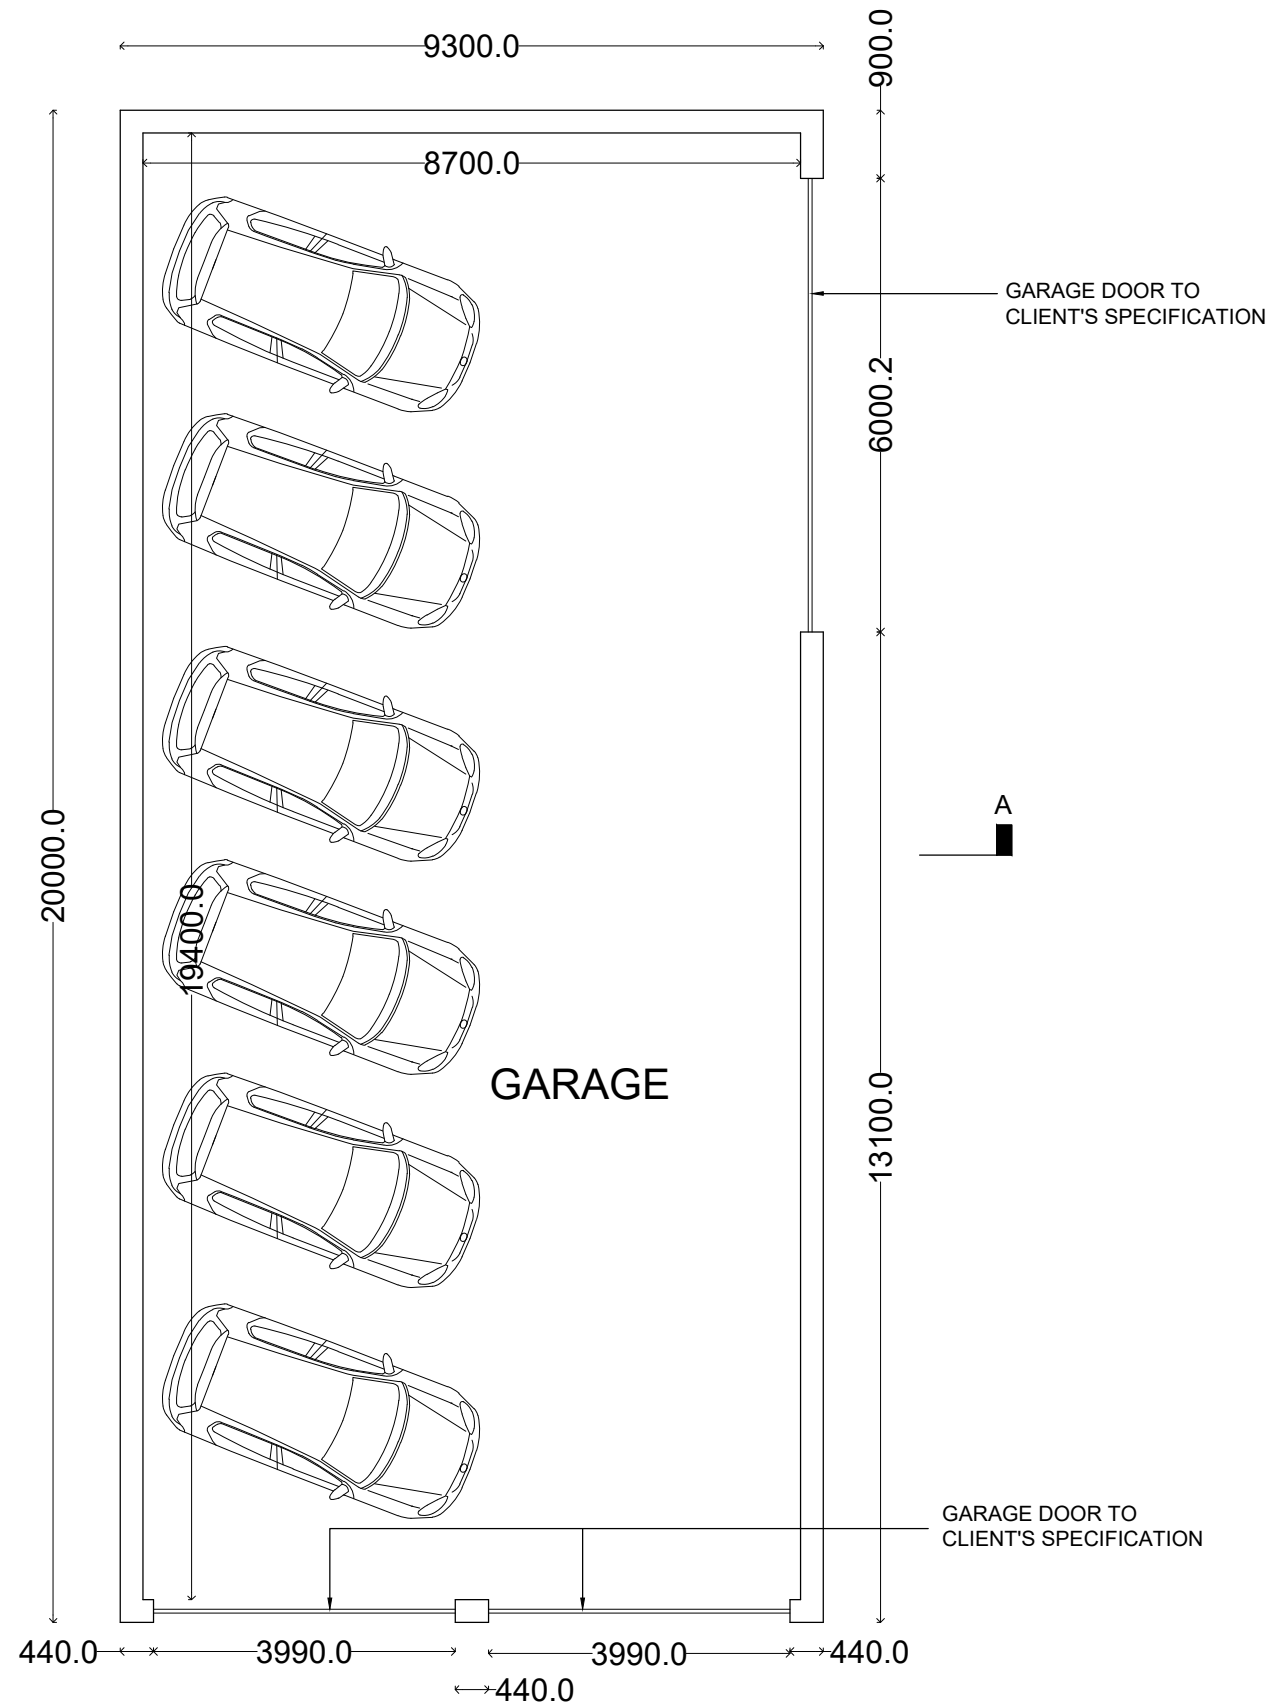 9300.0
900.0
8700.0
GARAGE DOOR TO
CLIENT'S SPECIFICATION
6000.2
A
20000.0
19400.0
GARAGE
13100.0
GARAGE DOOR TO
CLIENT'S SPECIFICATION
440.0
3990.0
3990.0
440.0
440.0